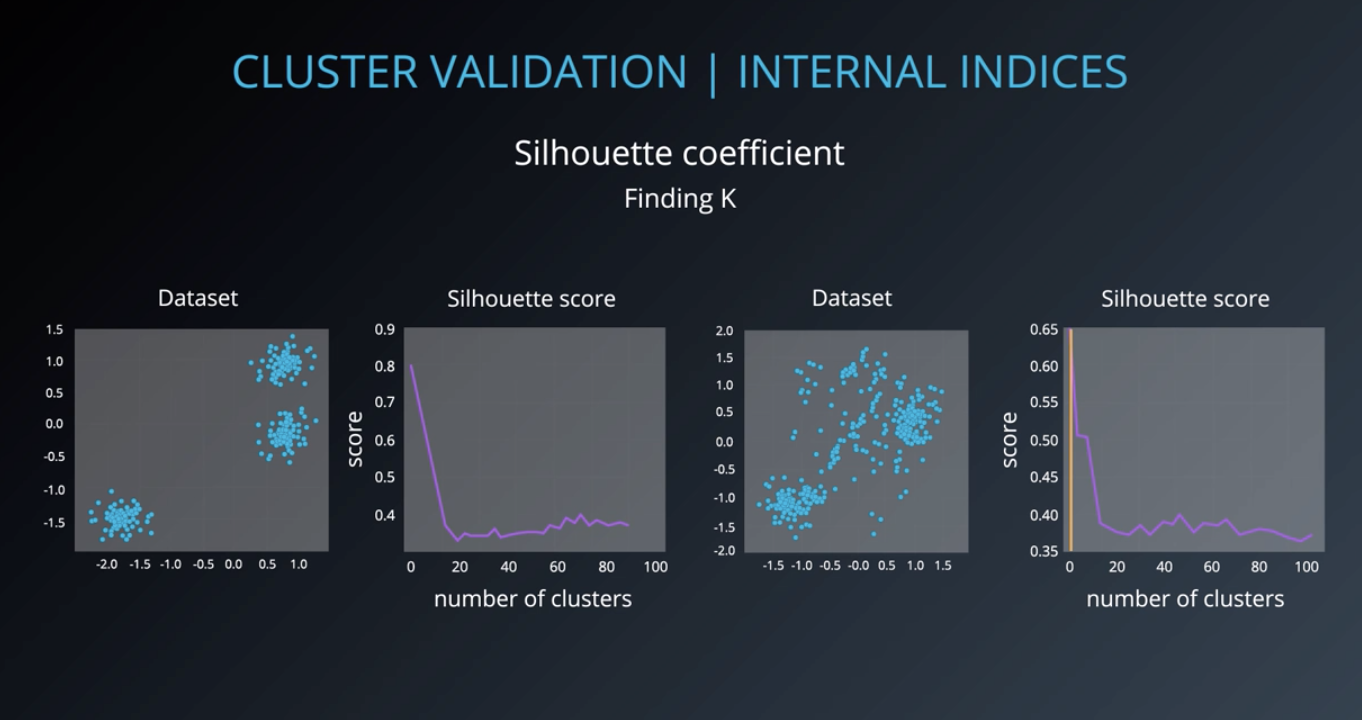 CLUSTER VALIDATION | INTERNAL INDICES
Silhouette coefficient
Finding K
Dataset
1.5
1.0
0.5
0.0
-0.5
-1.0
-1.5
-2.0 -1.5 -1.0 -0.5 0.0 0.5 1.0
Silhouette score
score
0.9
0.8
0.7
0.6
0.5
0.4
0 20 40 60 80 100
number of clusters
Dataset
2.0
1.5
1.0
0.5
0.0
-0.5
-1.0
-1.5
-2.0
-1.5 -1.0 -0.5 -0.0 0.5 1.0 1.5
Silhouette score
score
0.65
0.60
0.55
0.50
0.45
0.40
0.35
0 20 40 60 80 100
number of clusters